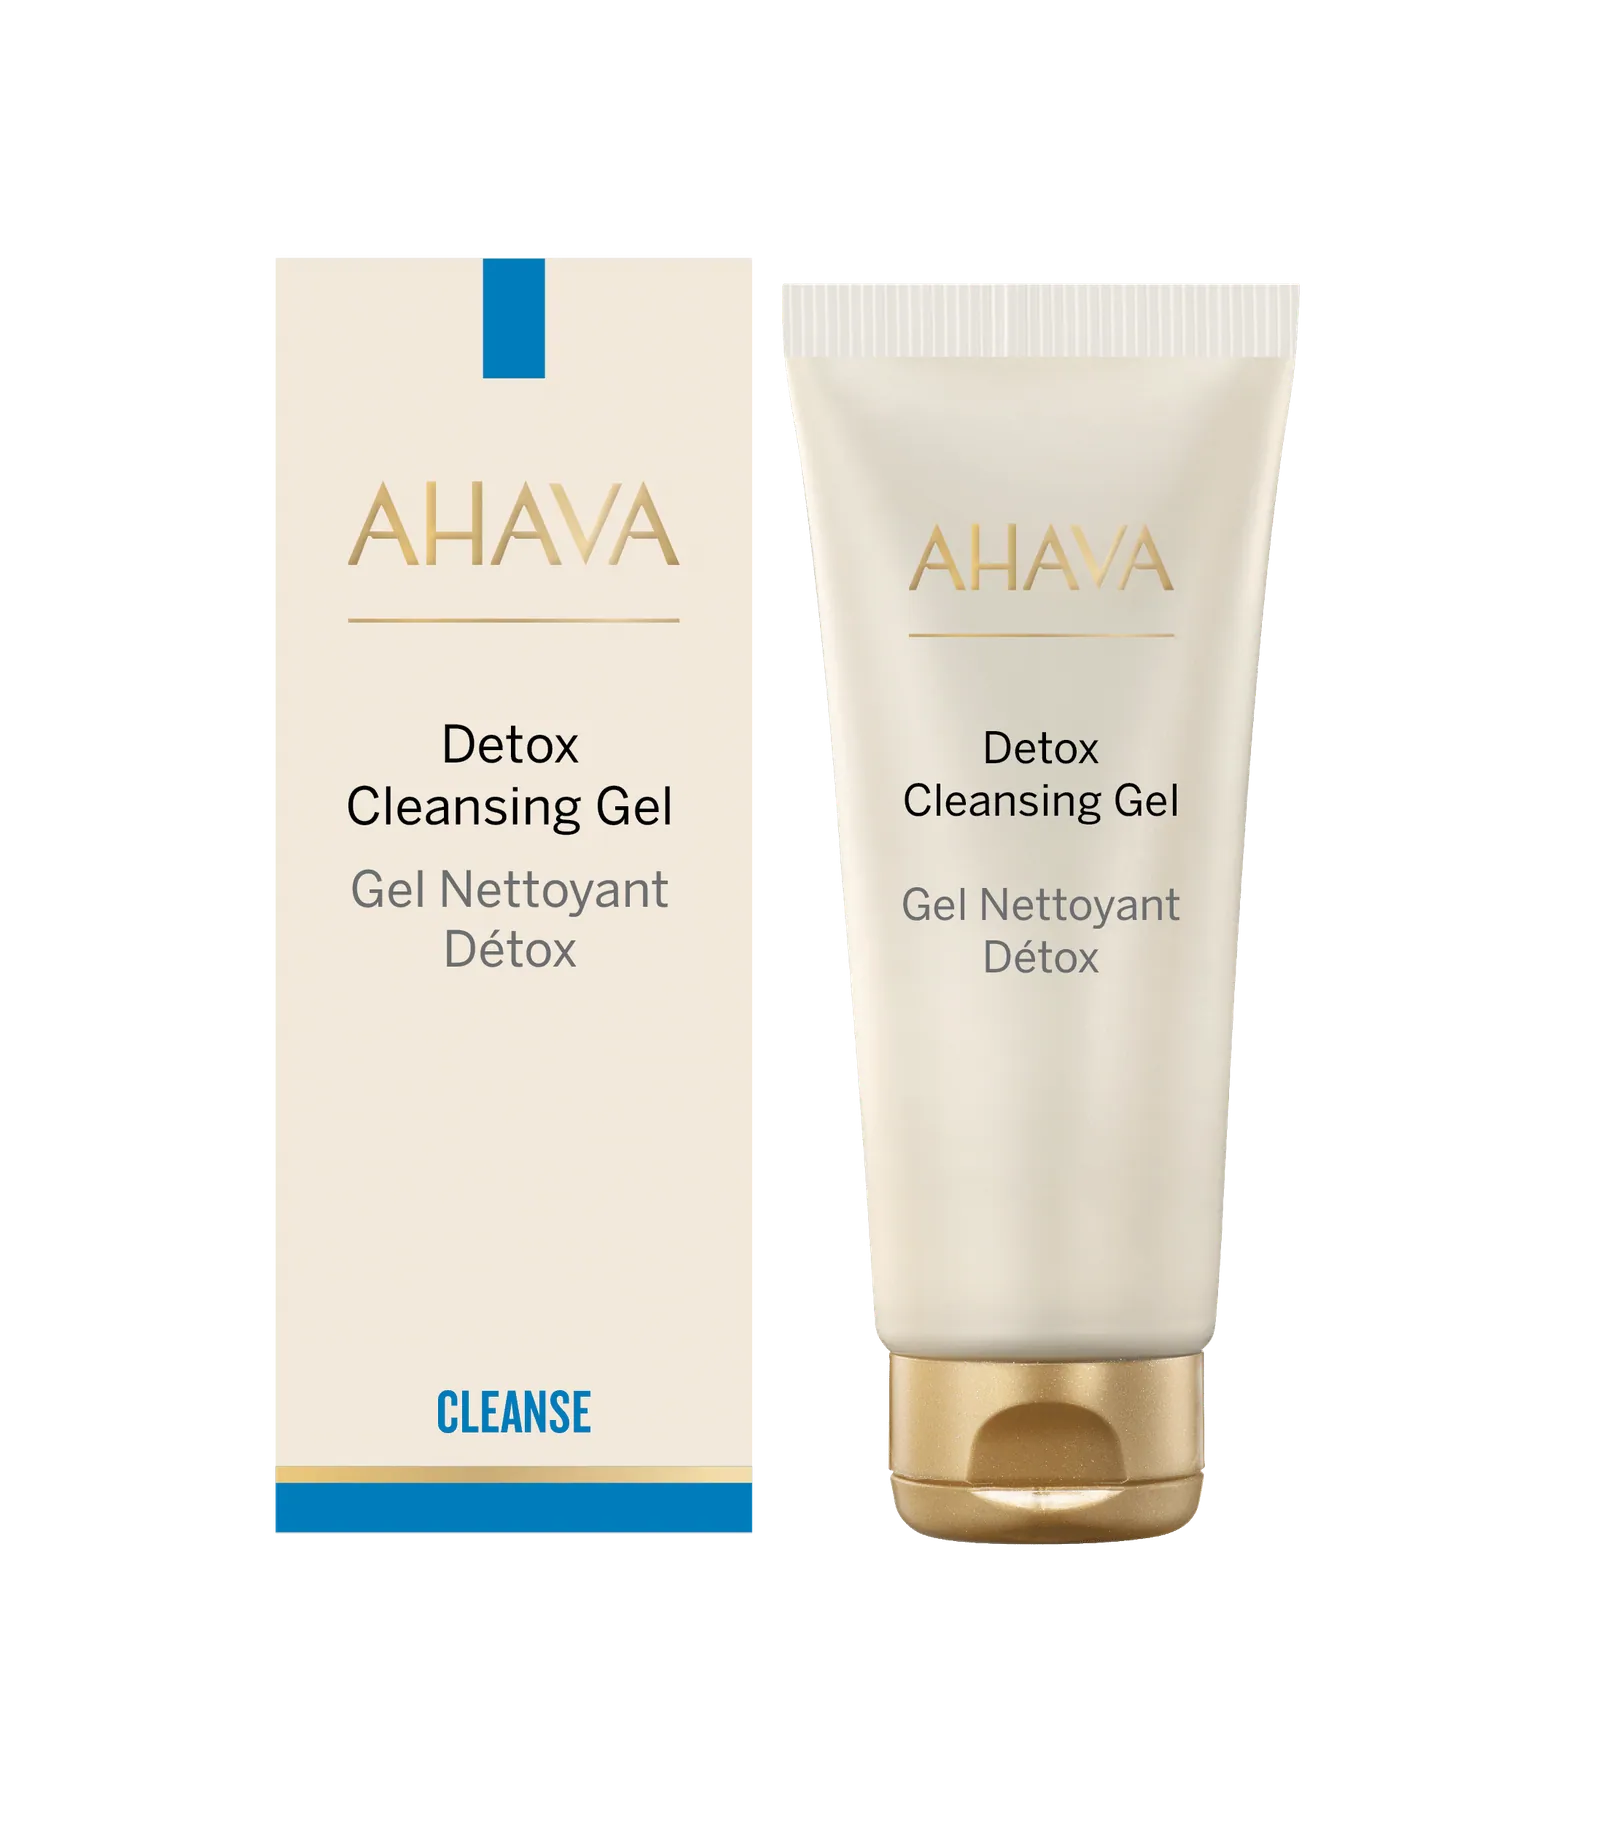 AHAVA
Detox
Cleansing Gel
Gel Nettoyant
Détox
CLEANSE
AHAVA
Detox
Cleansing Gel
Gel Nettoyant
Détox